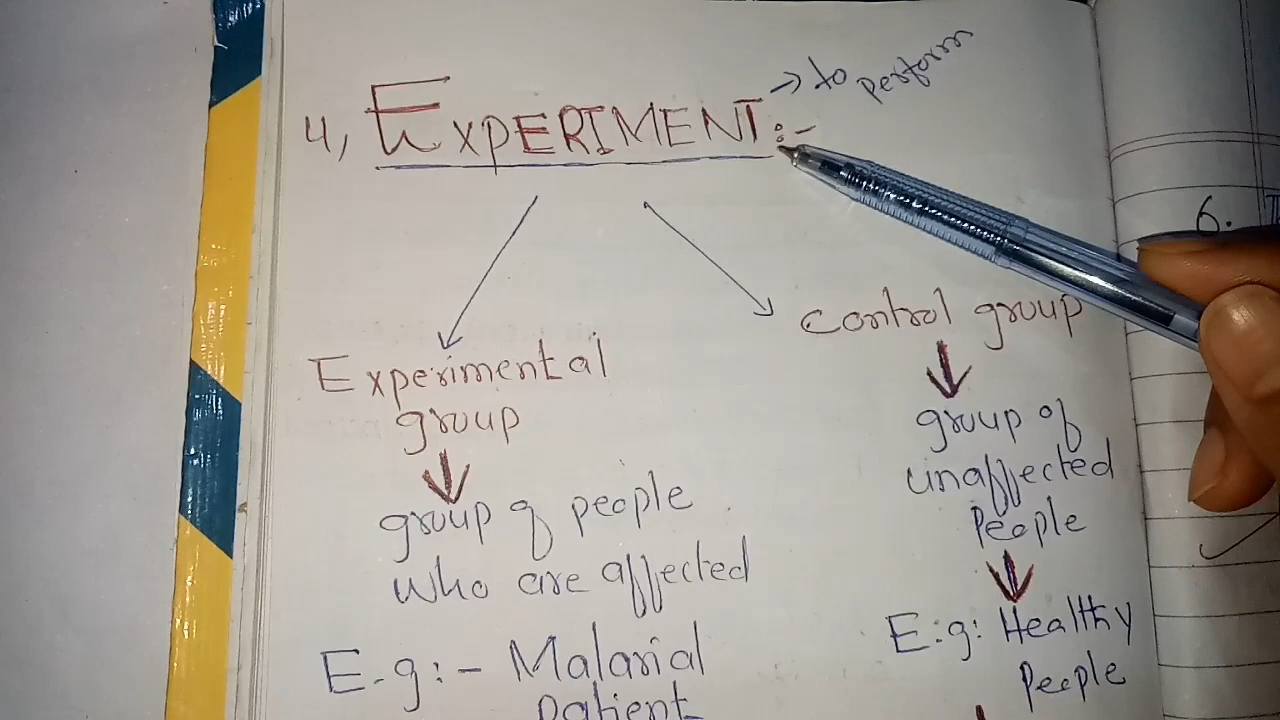 → to perform
4, EXPERIMENT :-
Experimental
group
group of people
who are affected
E.g :- Malarial
patient
Control group
group of
unaffected
people
E.g: Healthy
people
6.